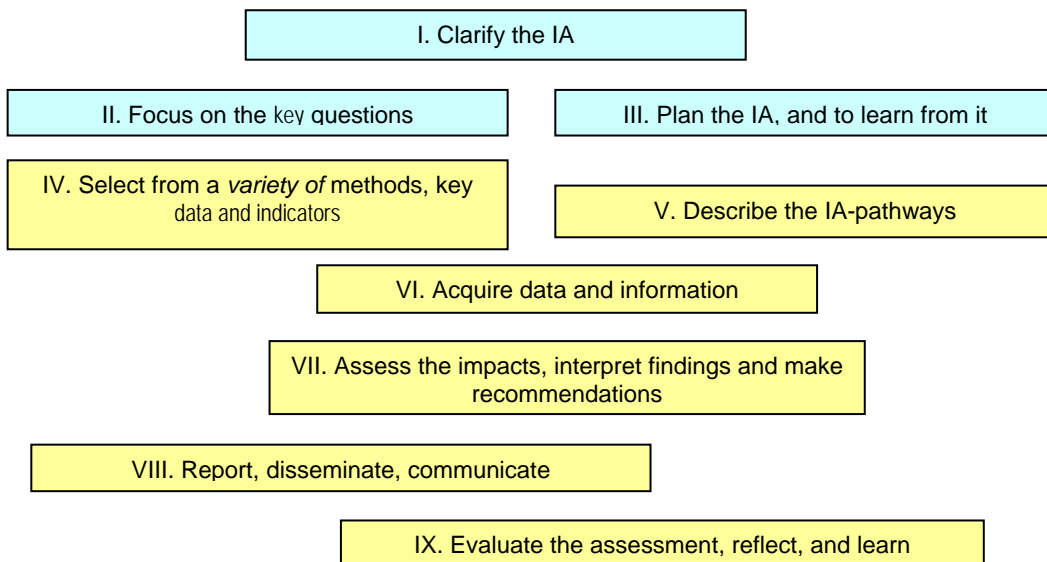 I. Clarify the IA
II. Focus on the key questions
III. Plan the IA, and to learn from it
IV. Select from a variety of methods, key
data and indicators
V. Describe the IA-pathways
VI. Acquire data and information
VII. Assess the impacts, interpret findings and make
recommendations
VIII. Report, disseminate, communicate
IX. Evaluate the assessment, reflect, and learn